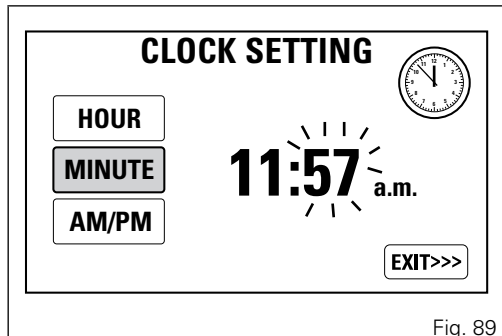 CLOCK SETTING
HOUR
MINUTE
AM/PM
11:57 a.m.
EXIT>>>
Fig. 89